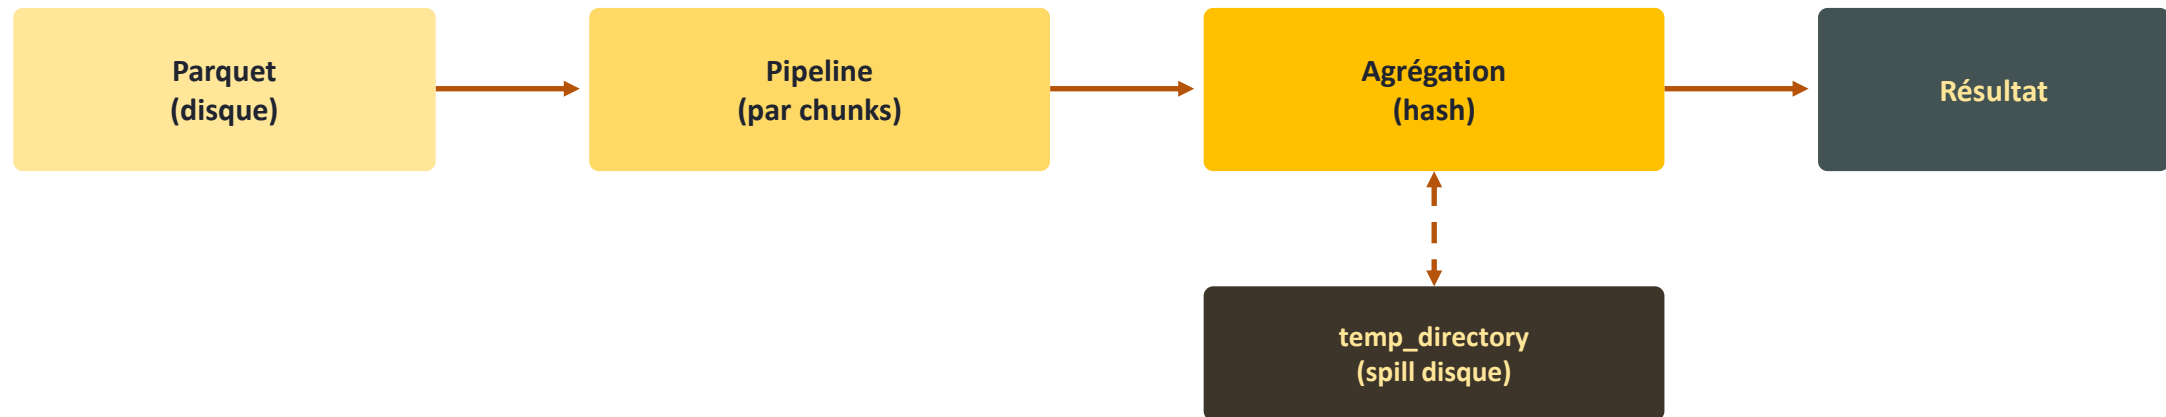 Parquet
(disque)
Pipeline
(par chunks)
Agrégation
(hash)
Résultat
temp_directory
(spill disque)